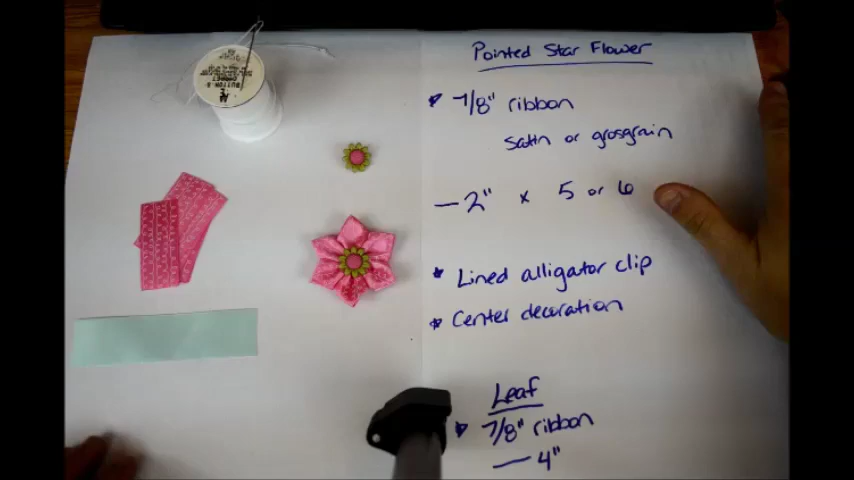 Pointed Star Flower
7/8" ribbon
satin or grosgrain
— 2" x 5 or 6
Lined alligator clip
Center decoration
Leaf
7/8" ribbon
— 4"